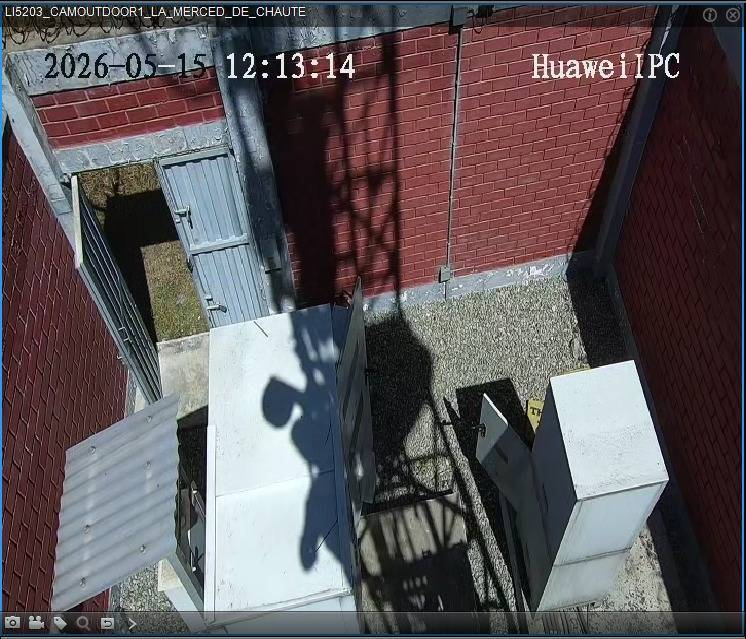 LI5203_CAMOUTDOOR1_LA_MERCED_DE_CHAUTE
2026-05-15 12:13:14
HuaweiIPC